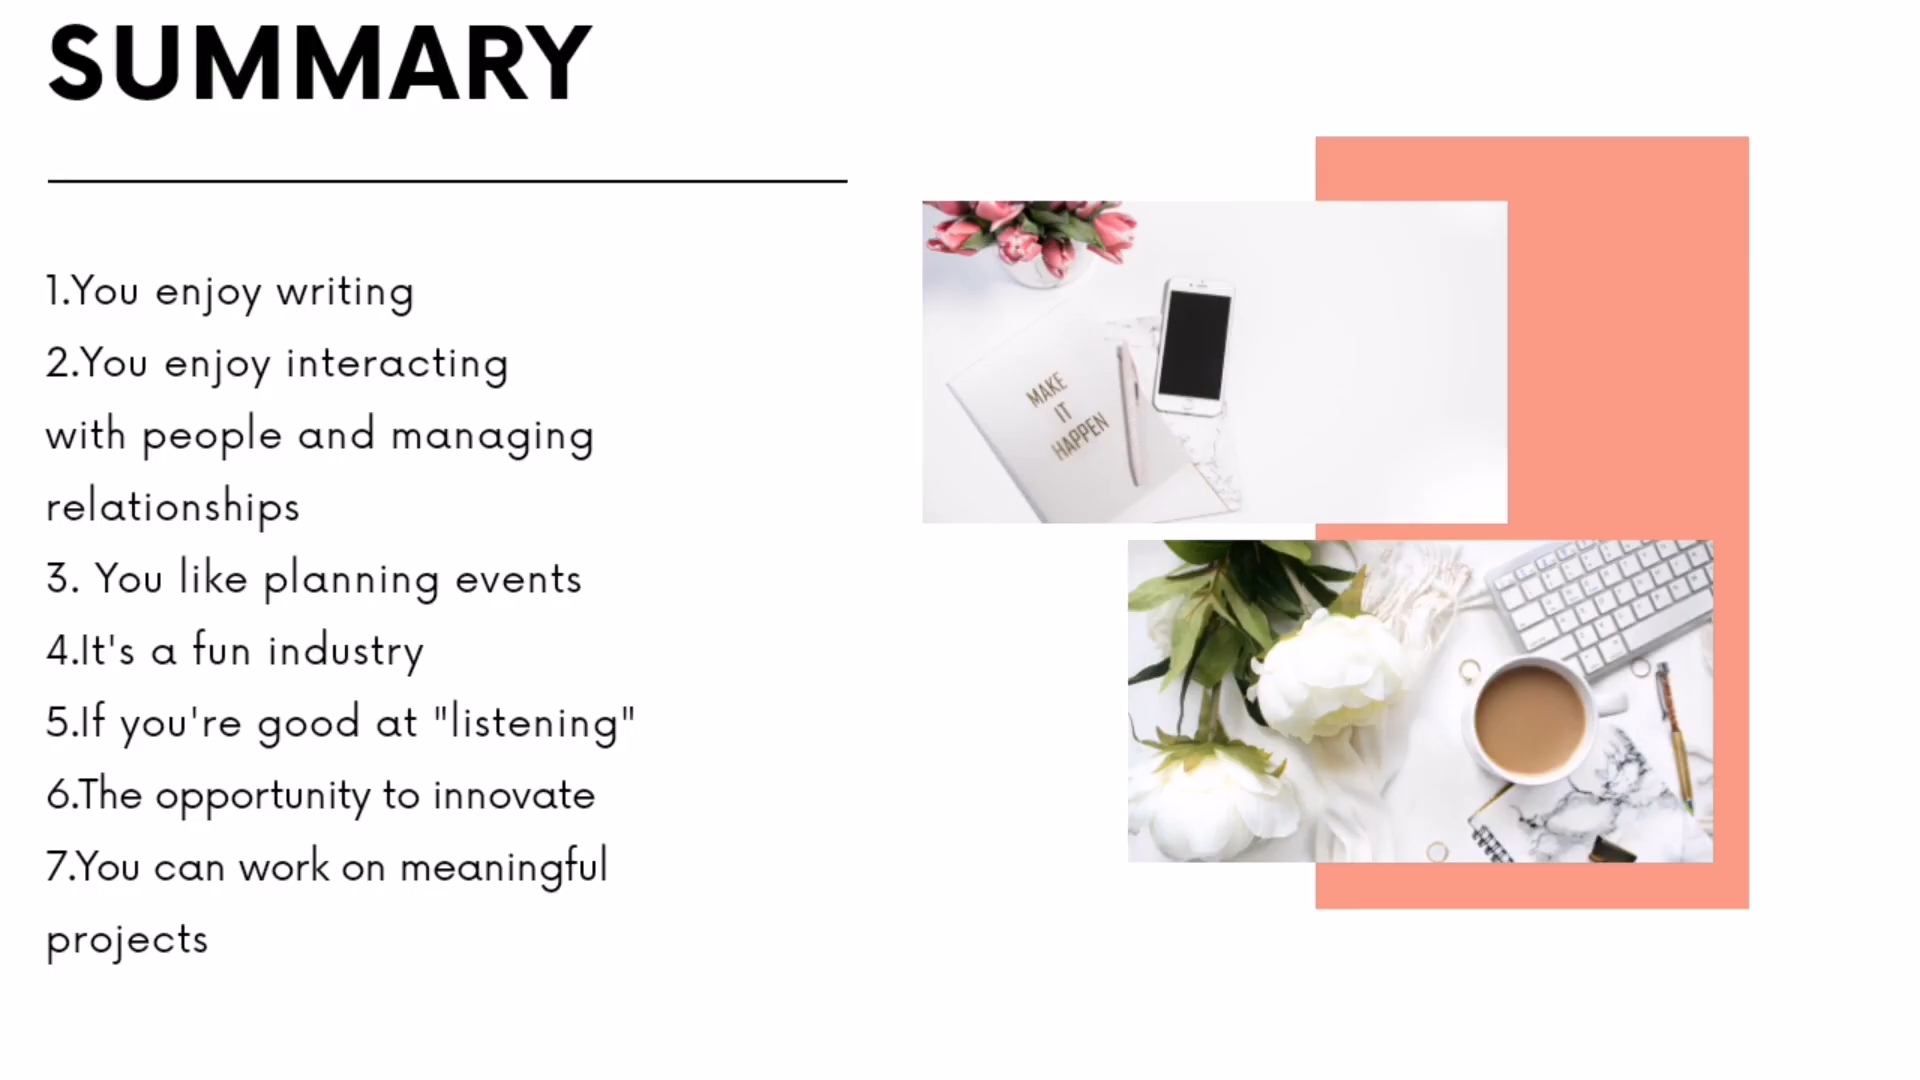 SUMMARY
1.You enjoy writing
2.You enjoy interacting
with people and managing
relationships
3. You like planning events
4.It's a fun industry
5.If you're good at "listening"
6.The opportunity to innovate
7.You can work on meaningful
projects
MAKE
IT
HAPPEN